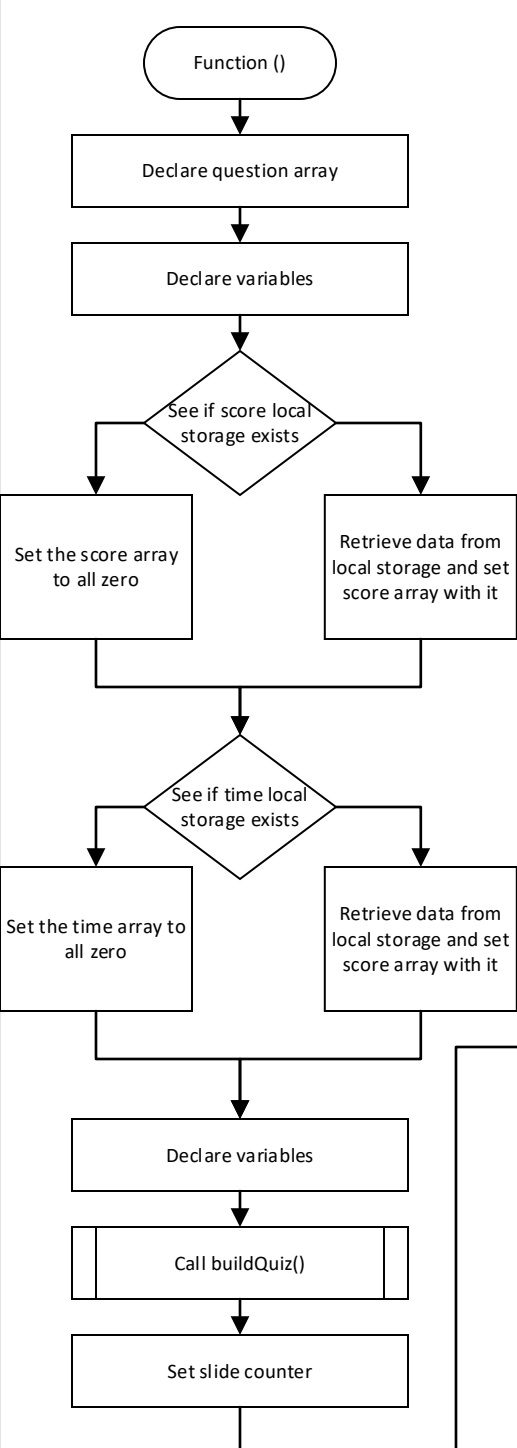 Function ()
Declare question array
Declare variables
See if score local
storage exists
Set the score array
to all zero
Retrieve data from
local storage and set
score array with it
See if time local
storage exists
Set the time array to
all zero
Retrieve data from
local storage and set
score array with it
Declare variables
Call buildQuiz()
Set slide counter